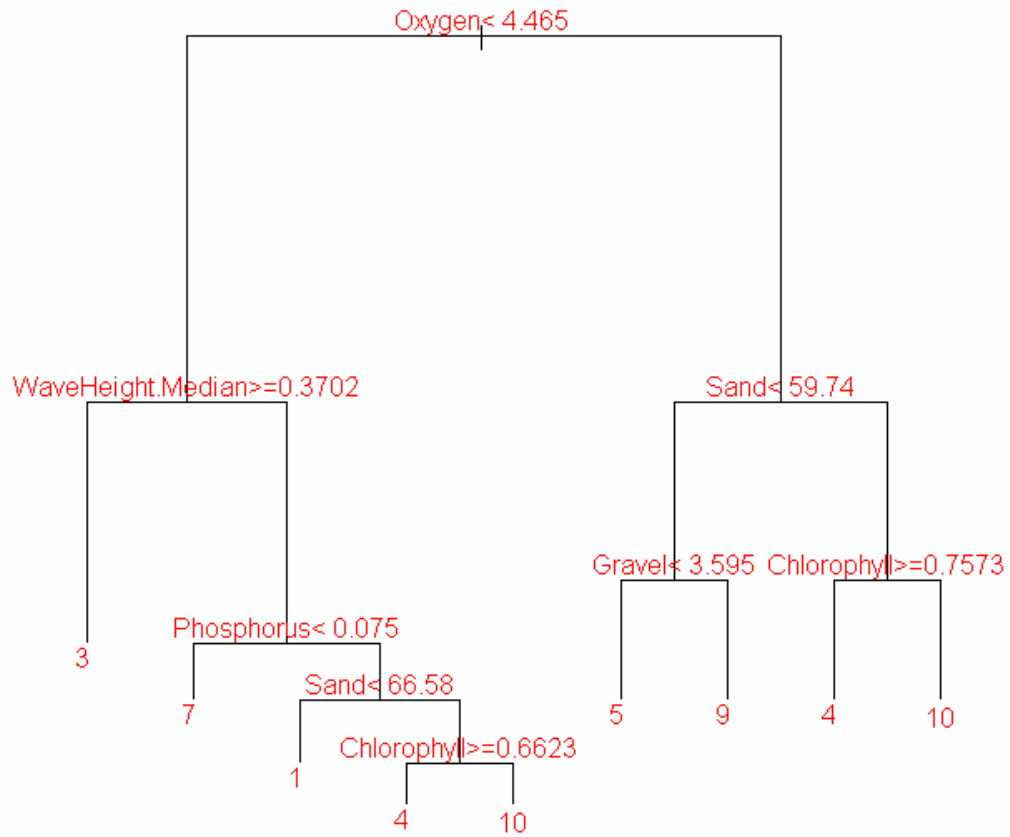 Oxygen< 4.465
WaveHeight.Median>=0.3702
Sand< 59.74
Gravel< 3.595
Chlorophyll>=0.7573
Phosphorus< 0.075
3
Sand< 66.58
7
5
9
4
10
Chlorophyll>=0.6623
1
4
10